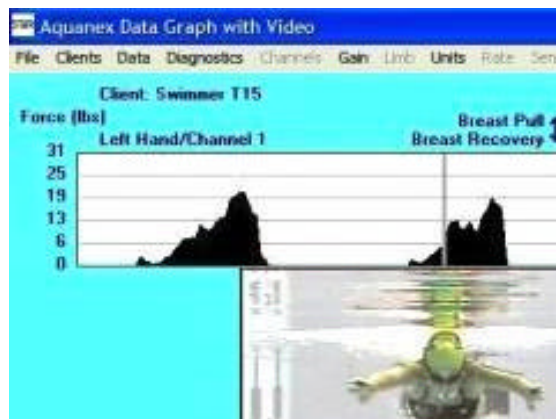 Aquanex Data Graph with Video
File Clients Data Diagnostics Channels Gain Limb Units Rate
Client: Swimmer T15
Force (lbs)
Breast Pull
Left Hand/Channel 1
Breast Recovery
31
25
19
13
6
0